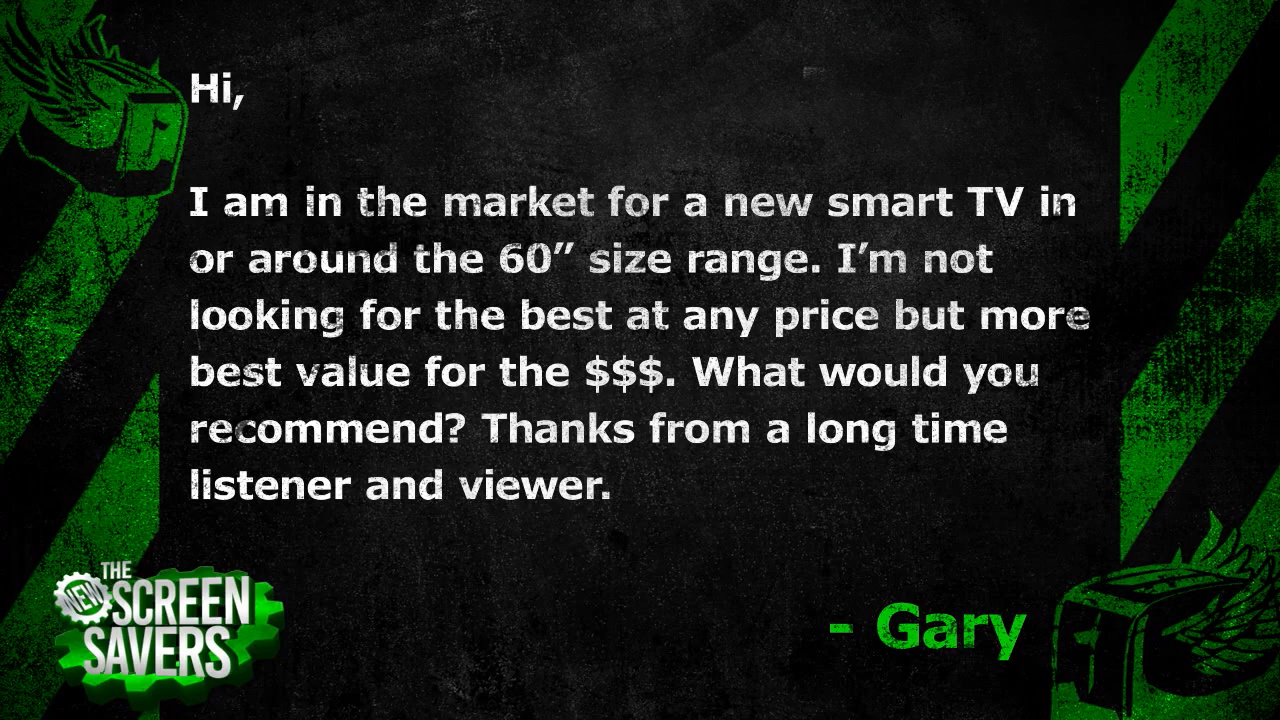 Hi,
I am in the market for a new smart TV in
or around the 60” size range. I’m not
looking for the best at any price but more
best value for the $$$. What would you
recommend? Thanks from a long time
listener and viewer.
- Gary
THE
NEW
SCREEN
SAVERS